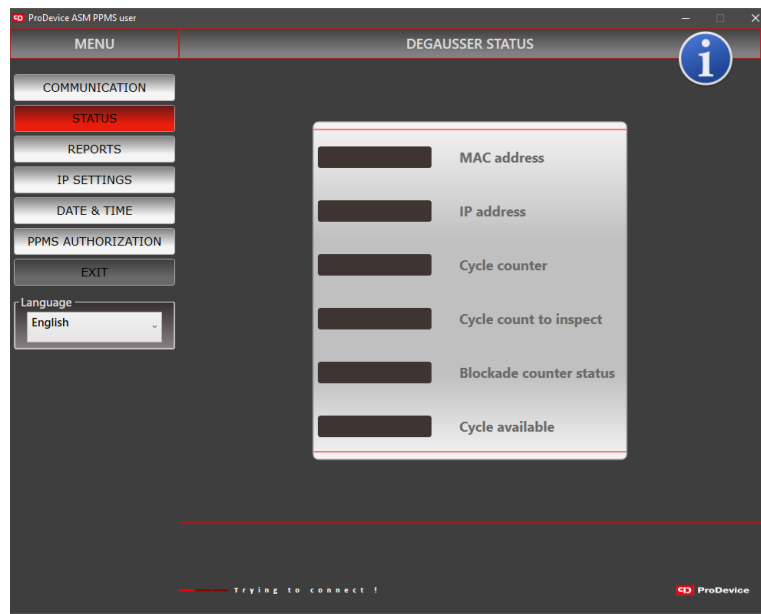 ProDevice ASM PPMS user
MENU
DEGAUSSER STATUS
COMMUNICATION
STATUS
REPORTS
IP SETTINGS
DATE & TIME
PPMS AUTHORIZATION
EXIT
Language
English
MAC address
IP address
Cycle counter
Cycle count to inspect
Blockade counter status
Cycle available
Trying to connect !
ProDevice